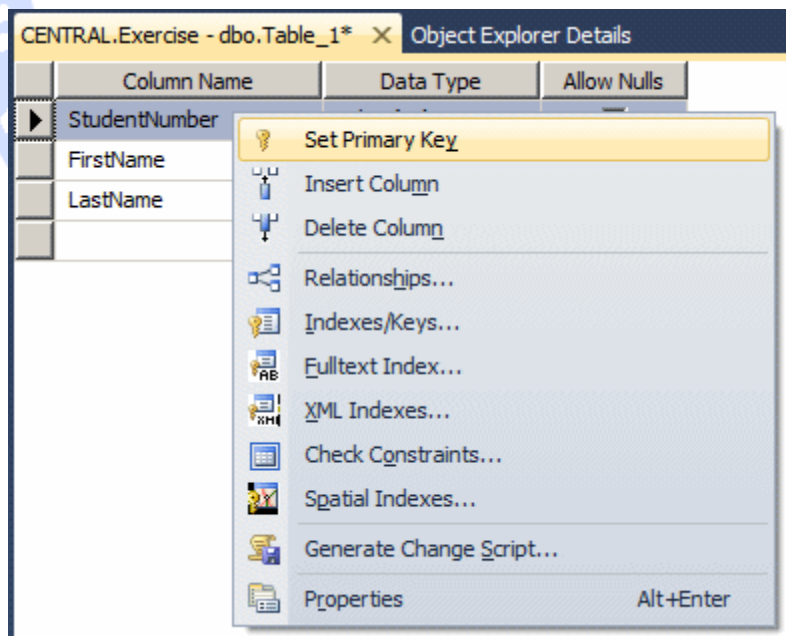 CENTRAL.Exercise - dbo.Table_1* Object Explorer Details
Column Name Data Type Allow Nulls
StudentNumber
FirstName
LastName
Set Primary Key
Insert Column
Delete Column
Relationships...
Indexes/Keys...
Fulltext Index...
XML Indexes...
Check Constraints...
Spatial Indexes...
Generate Change Script...
Properties Alt+Enter